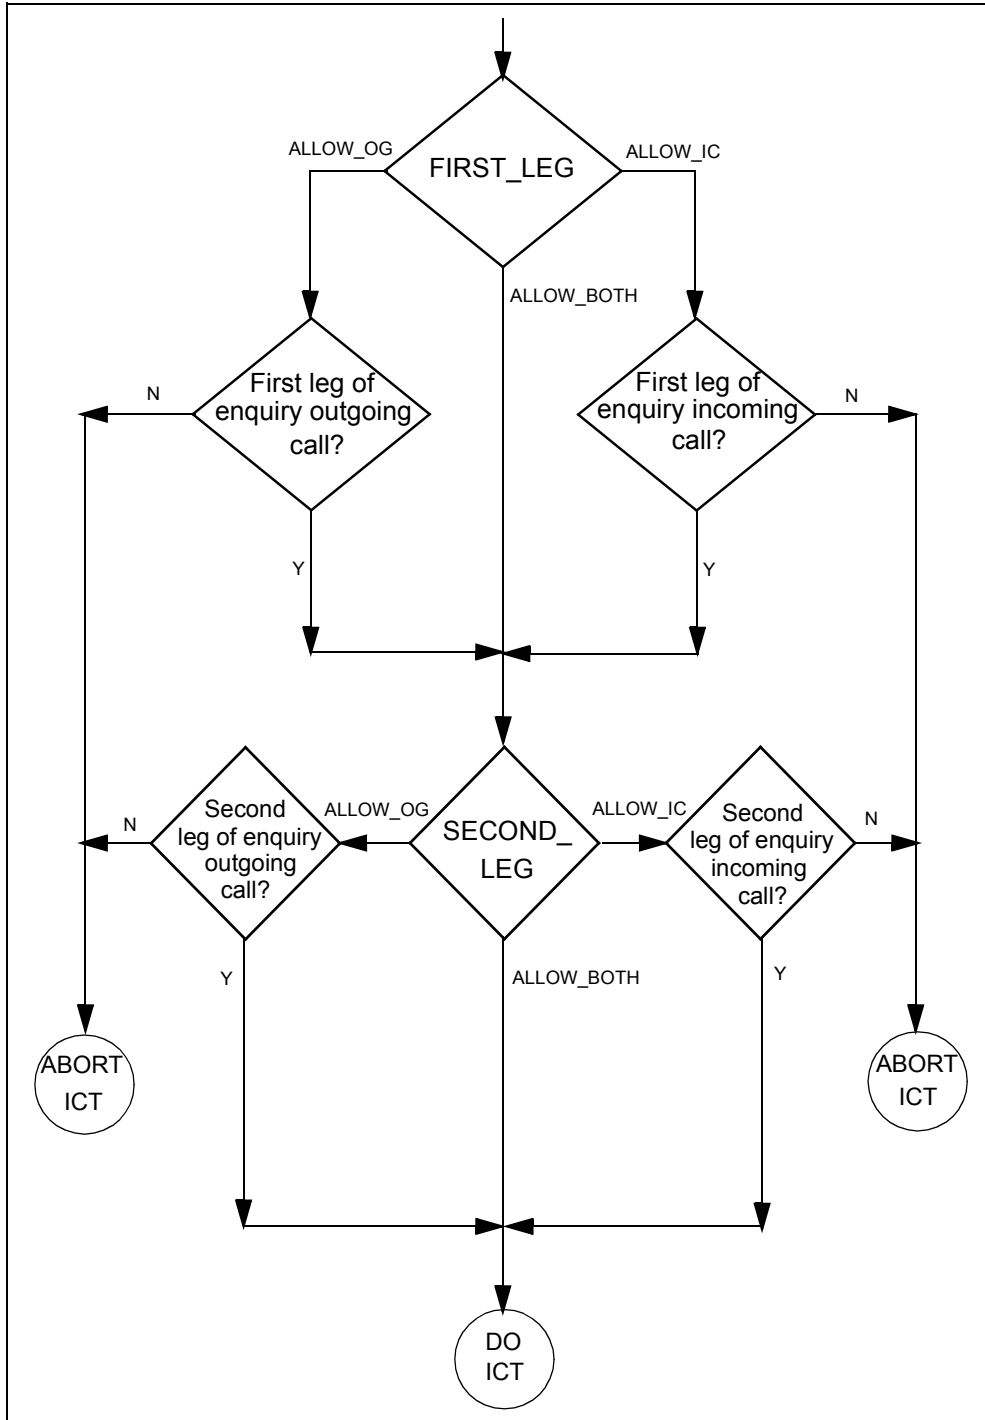 ALLOW_OG
FIRST_LEG
ALLOW_IC
ALLOW_BOTH
First leg of
enquiry outgoing
call?
N
Y
First leg of
enquiry incoming
call?
N
Y
SECOND_
LEG
ALLOW_OG
ALLOW_IC
ALLOW_BOTH
Second
leg of enquiry
outgoing
call?
N
Y
Second
leg of enquiry
incoming
call?
N
Y
ABORT
ICT
ABORT
ICT
DO
ICT